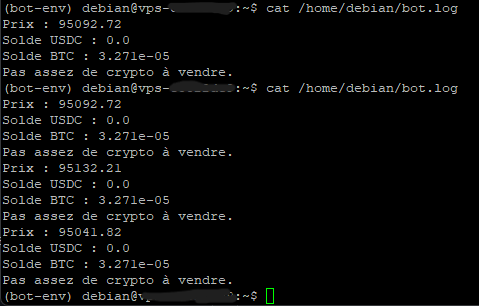 (bot-env) debian@vps- :~$ cat /home/debian/bot.log
Prix : 95092.72
Solde USDC : 0.0
Solde BTC : 3.271e-05
Pas assez de crypto à vendre.
(bot-env) debian@vps- :~$ cat /home/debian/bot.log
Prix : 95092.72
Solde USDC : 0.0
Solde BTC : 3.271e-05
Pas assez de crypto à vendre.
Prix : 95132.21
Solde USDC : 0.0
Solde BTC : 3.271e-05
Pas assez de crypto à vendre.
Prix : 95041.82
Solde USDC : 0.0
Solde BTC : 3.271e-05
Pas assez de crypto à vendre.
(bot-env) debian@vps- :~$